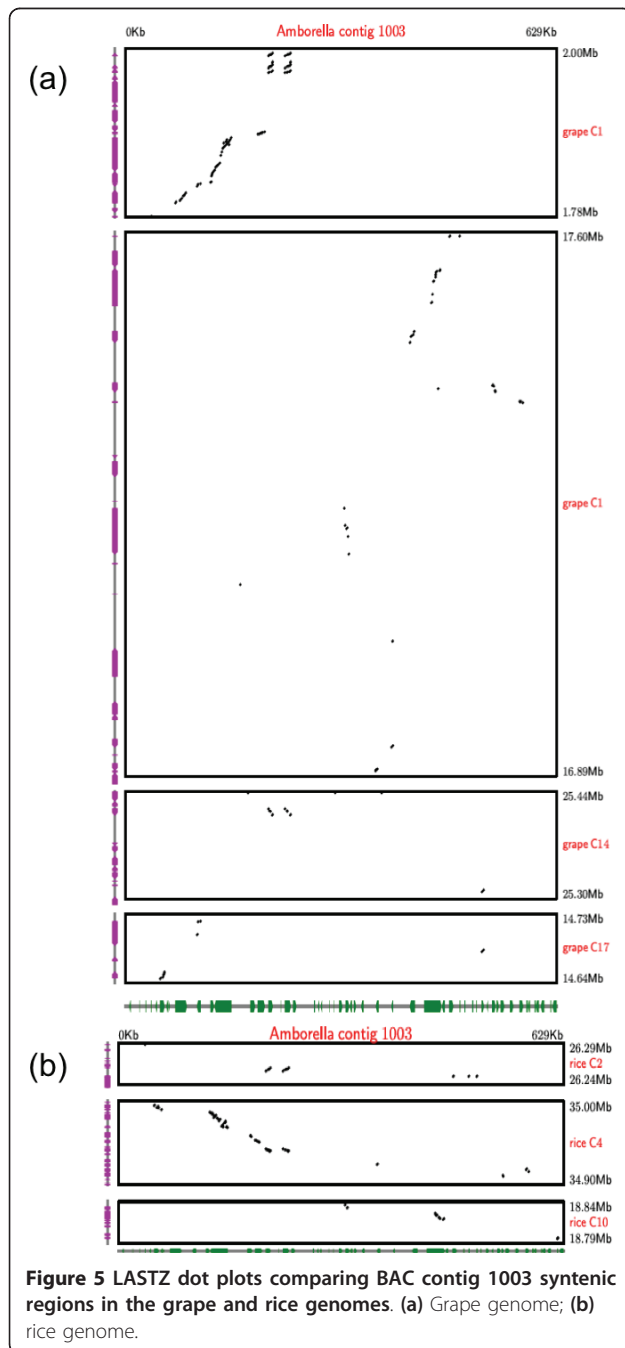 0Kb Amborella contig 1003 629Kb
(a)
2.00Mb
grape C1
1.78Mb
17.60Mb
grape C1
16.89Mb
25.44Mb
grape C14
25.30Mb
14.73Mb
grape C17
14.64Mb
0Kb Amborella contig 1003 629Kb
(b)
26.29Mb
rice C2
26.24Mb
35.00Mb
rice C4
34.90Mb
18.84Mb
rice C10
18.79Mb
Figure 5 LASTZ dot plots comparing BAC contig 1003 syntenic
regions in the grape and rice genomes. (a) Grape genome; (b)
rice genome.